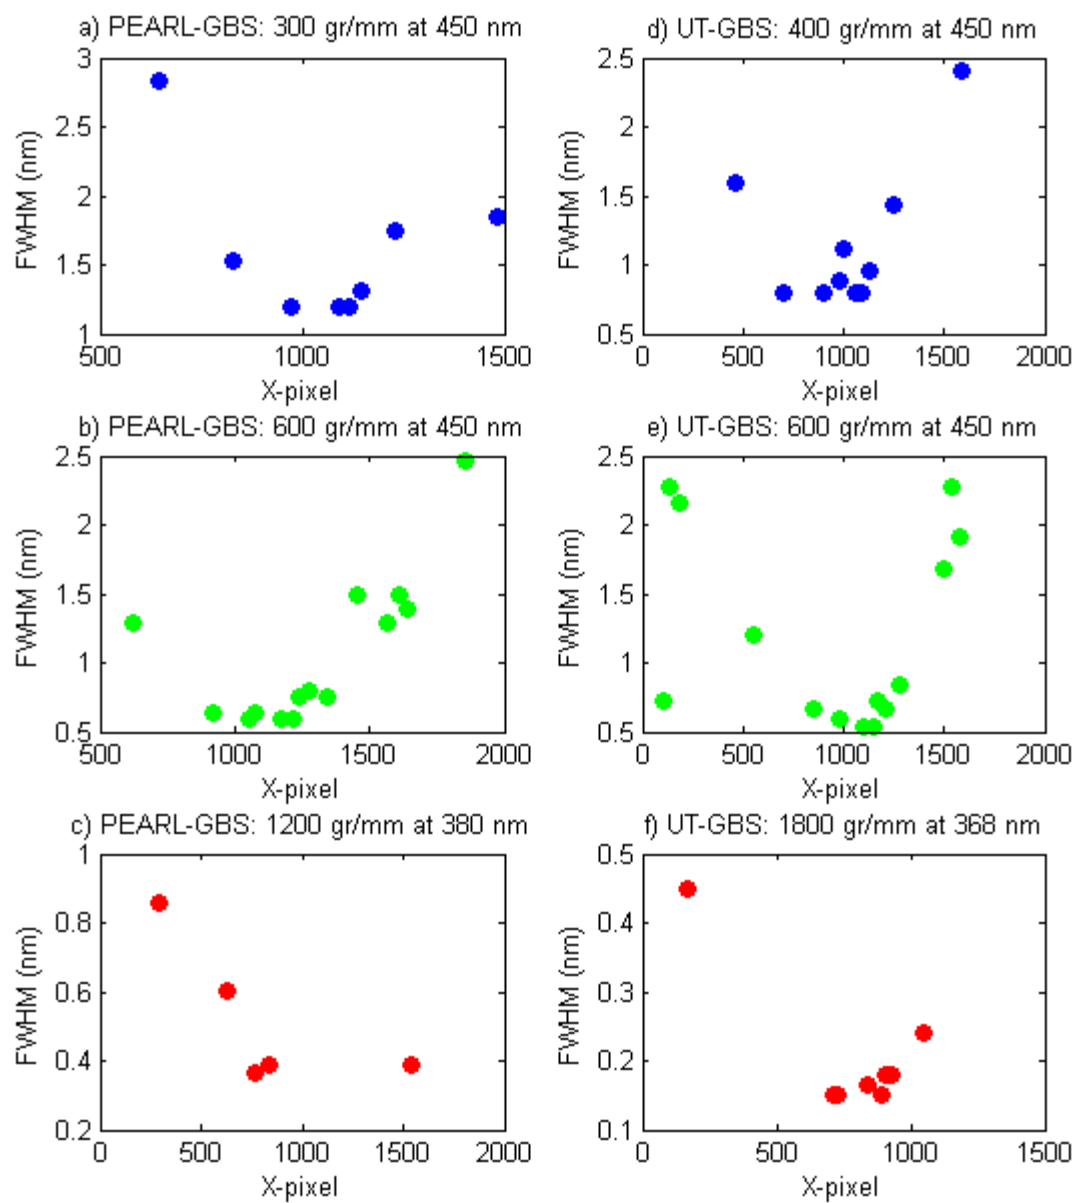 a) PEARL-GBS: 300 gr/mm at 450 nm
3
2.5
2
1.5
1
FWHM (nm)
500 1000 1500
X-pixel
d) UT-GBS: 400 gr/mm at 450 nm
2.5
2
1.5
1
0.5
FWHM (nm)
0 500 1000 1500 2000
X-pixel
b) PEARL-GBS: 600 gr/mm at 450 nm
2.5
2
1.5
1
0.5
FWHM (nm)
500 1000 1500 2000
X-pixel
e) UT-GBS: 600 gr/mm at 450 nm
2.5
2
1.5
1
0.5
FWHM (nm)
0 500 1000 1500 2000
X-pixel
c) PEARL-GBS: 1200 gr/mm at 380 nm
1
0.8
0.6
0.4
0.2
FWHM (nm)
0 500 1000 1500 2000
X-pixel
f) UT-GBS: 1800 gr/mm at 368 nm
0.5
0.4
0.3
0.2
0.1
FWHM (nm)
0 500 1000 1500
X-pixel